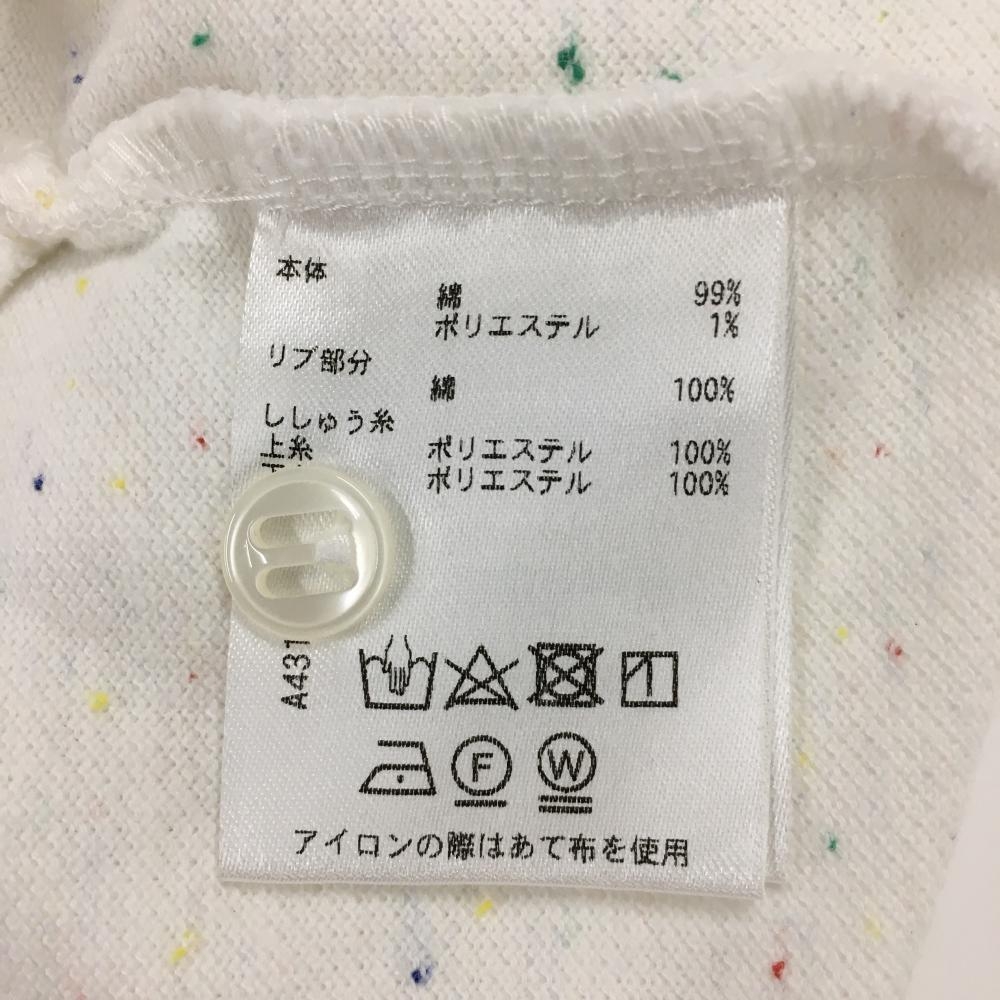 本体
綿 99%
ポリエステル 1%
リブ部分
綿 100%
ししゅう糸
上糸 ポリエステル 100%
ポリエステル 100%
A431
F W
アイロンの際はあて布を使用